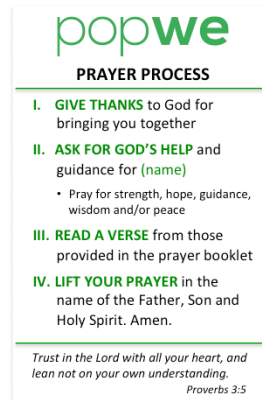 popwe
PRAYER PROCESS
I. GIVE THANKS to God for
bringing you together
II. ASK FOR GOD'S HELP and
guidance for (name)
• Pray for strength, hope, guidance,
wisdom and/or peace
III. READ A VERSE from those
provided in the prayer booklet
IV. LIFT YOUR PRAYER in the
name of the Father, Son and
Holy Spirit. Amen.
Trust in the Lord with all your heart, and
lean not on your own understanding.
Proverbs 3:5